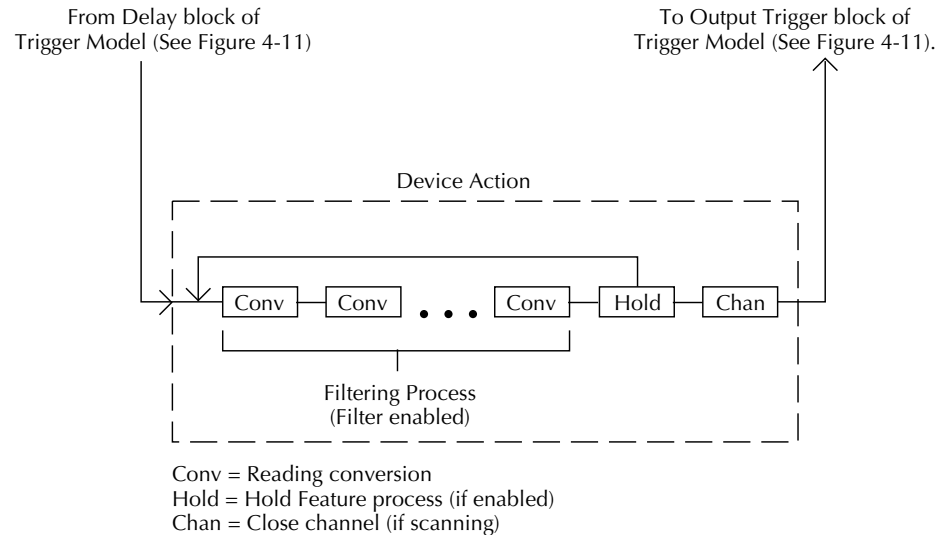 From Delay block of
Trigger Model (See Figure 4-11)
To Output Trigger block of
Trigger Model (See Figure 4-11).
Device Action
Conv
Conv
Conv
Hold
Chan
Filtering Process
(Filter enabled)
Conv = Reading conversion
Hold = Hold Feature process (if enabled)
Chan = Close channel (if scanning)